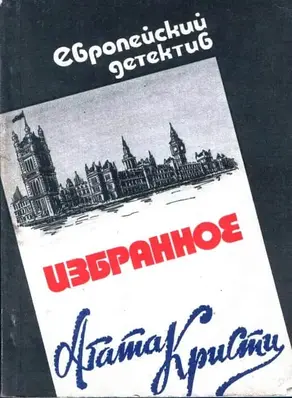 европейский
детектив
ИЗБРАННОЕ
Агата Кристи